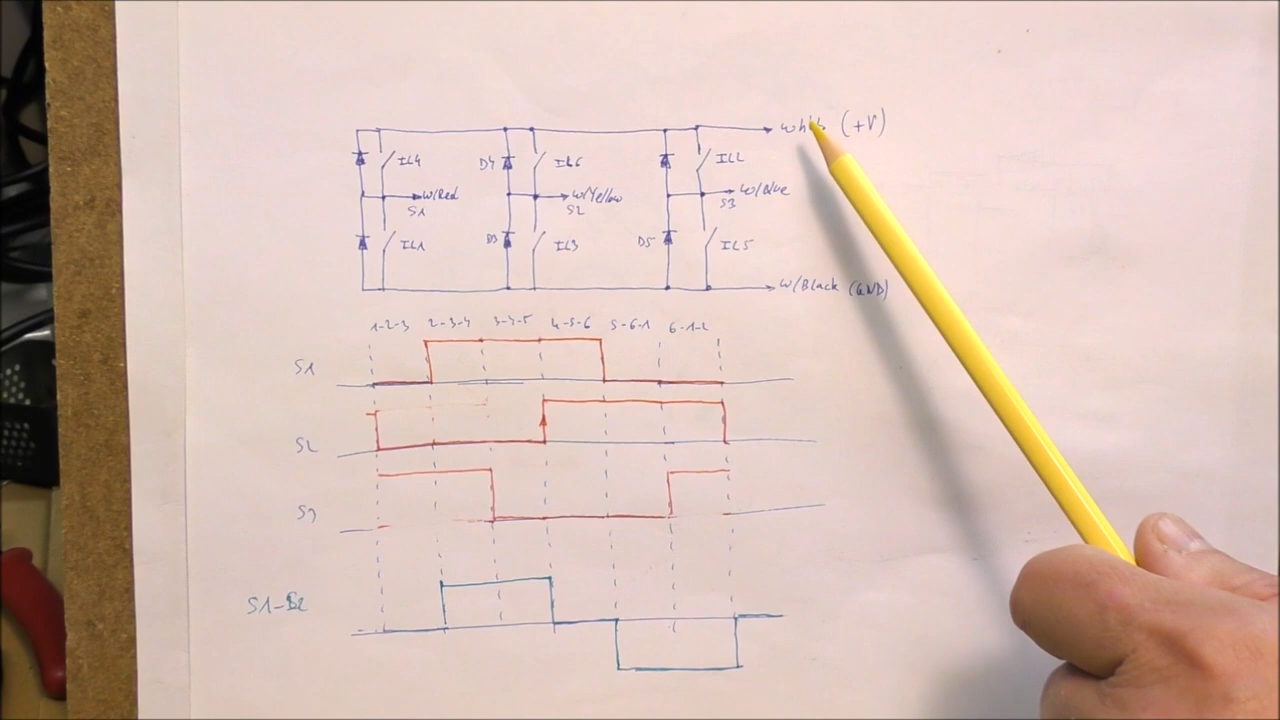 White (+V)
IL4 D4 IL6 IL2
W/Red W/Yellow W/Blue
S1 S2 S3
IL1 D3 IL3 D5 IL5
W/Black (GND)
1-2-3 2-3-4 3-4-5 4-5-6 5-6-1 6-1-2
S1
S2
S3
S1-S2